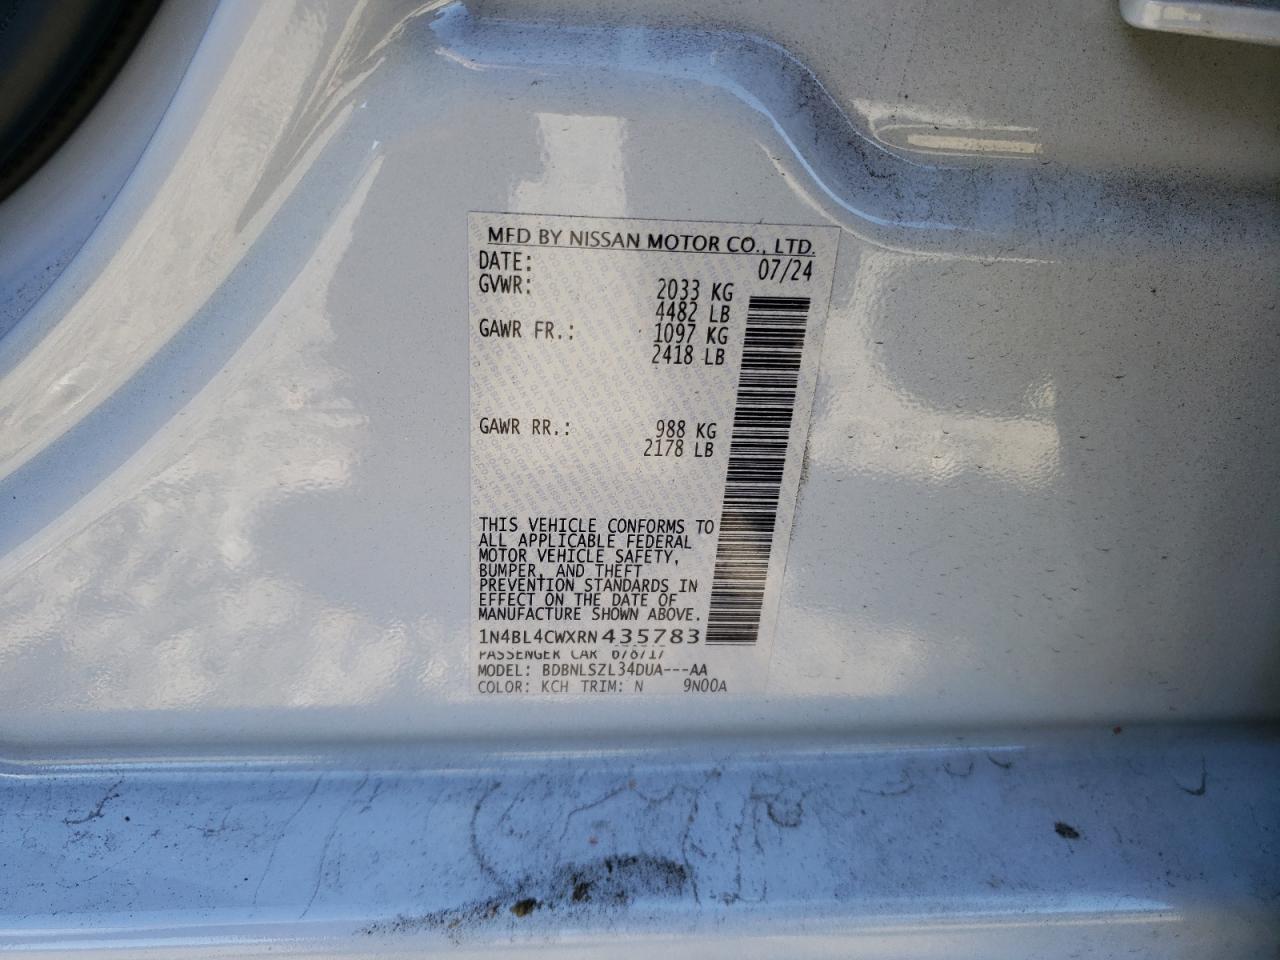 MFD BY NISSAN MOTOR CO., LTD.
DATE: 07/24
GVWR: 2033 KG
4482 LB
GAWR FR.: 1097 KG
2418 LB
GAWR RR.: 988 KG
2178 LB
THIS VEHICLE CONFORMS TO
ALL APPLICABLE FEDERAL
MOTOR VEHICLE SAFETY,
BUMPER, AND THEFT
PREVENTION STANDARDS IN
EFFECT ON THE DATE OF
MANUFACTURE SHOWN ABOVE.
1N4BL4CWXRN435783
PASSENGER CAR 678717
MODEL: BDBNLSZL34DUA---AA
COLOR: KCH TRIM: N 9N00A